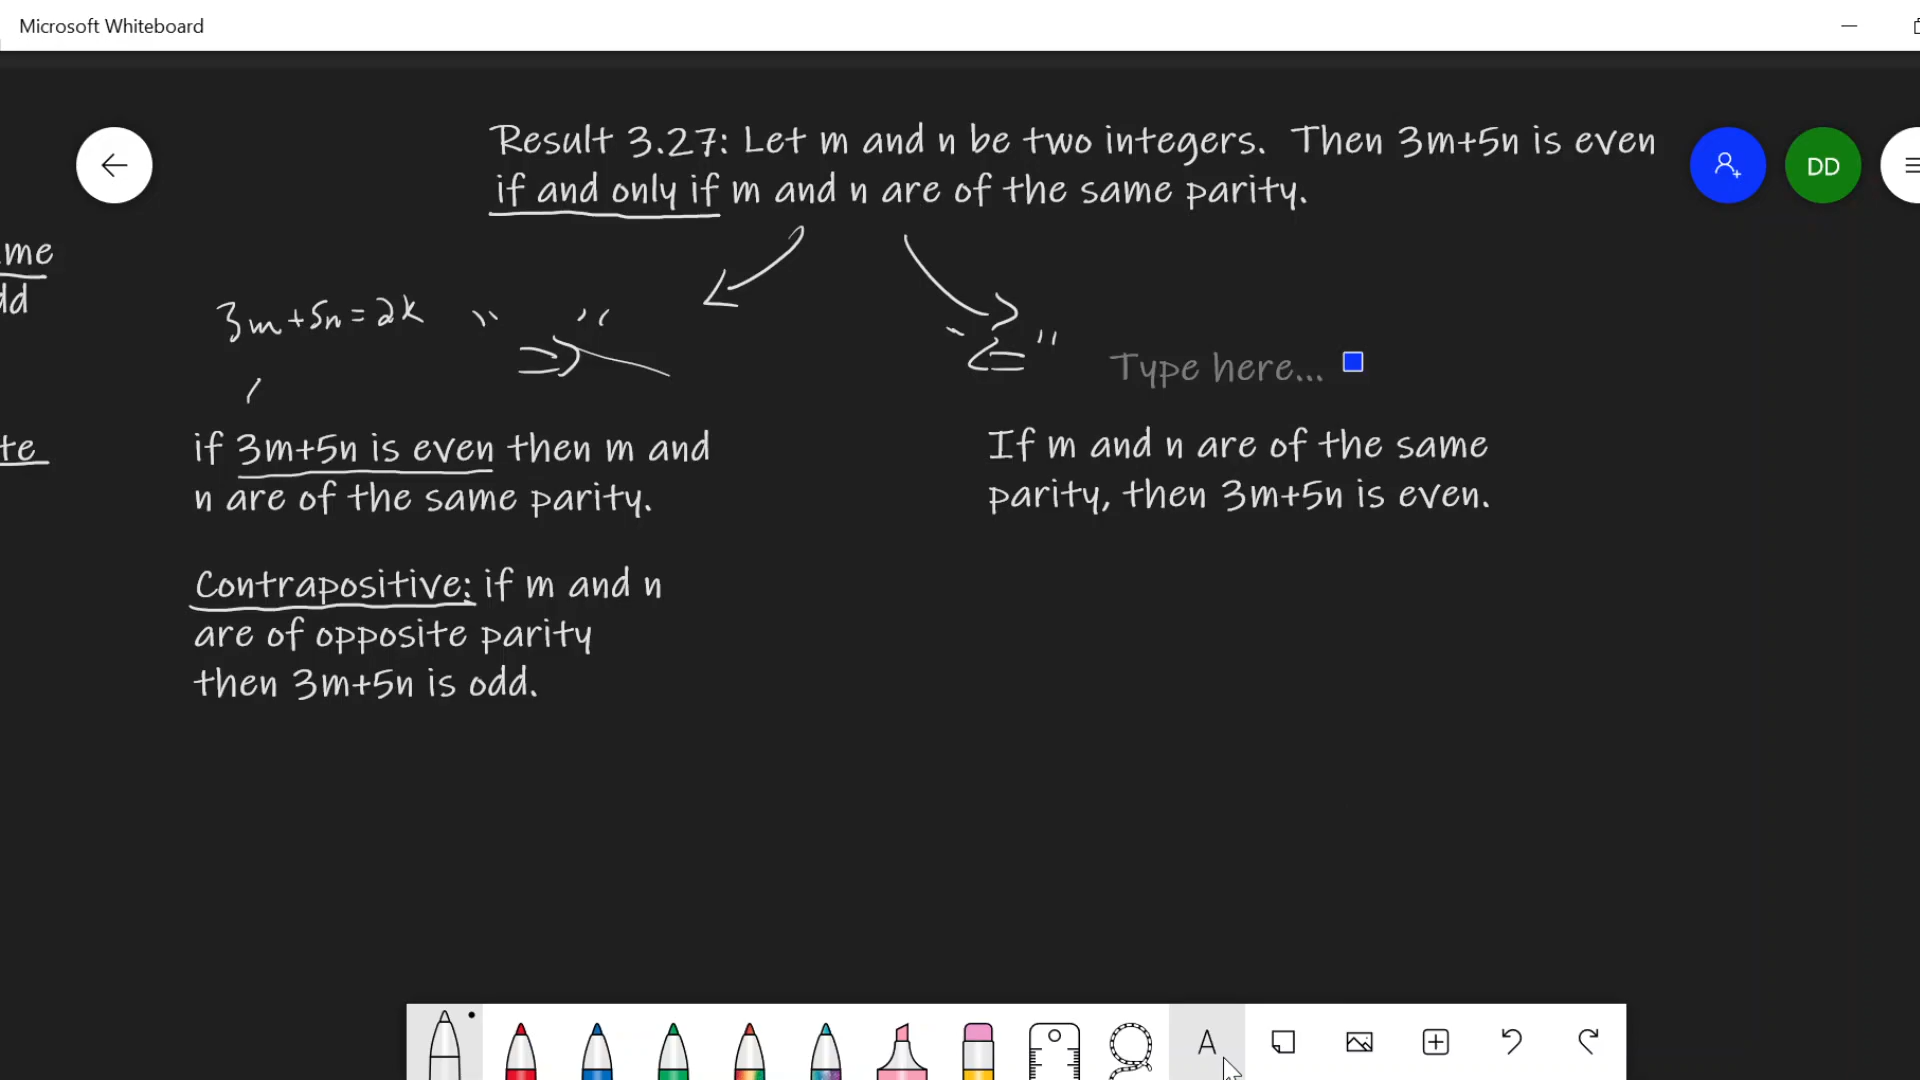 Microsoft Whiteboard
Result 3.27: Let m and n be two integers. Then 3m+5n is even
if and only if m and n are of the same parity.
DD
me
dd
3m+5n=2k " "
⇒
" ⇐ "
Type here...
te
if 3m+5n is even then m and
n are of the same parity.
If m and n are of the same
parity, then 3m+5n is even.
Contrapositive: if m and n
are of opposite parity
then 3m+5n is odd.
A